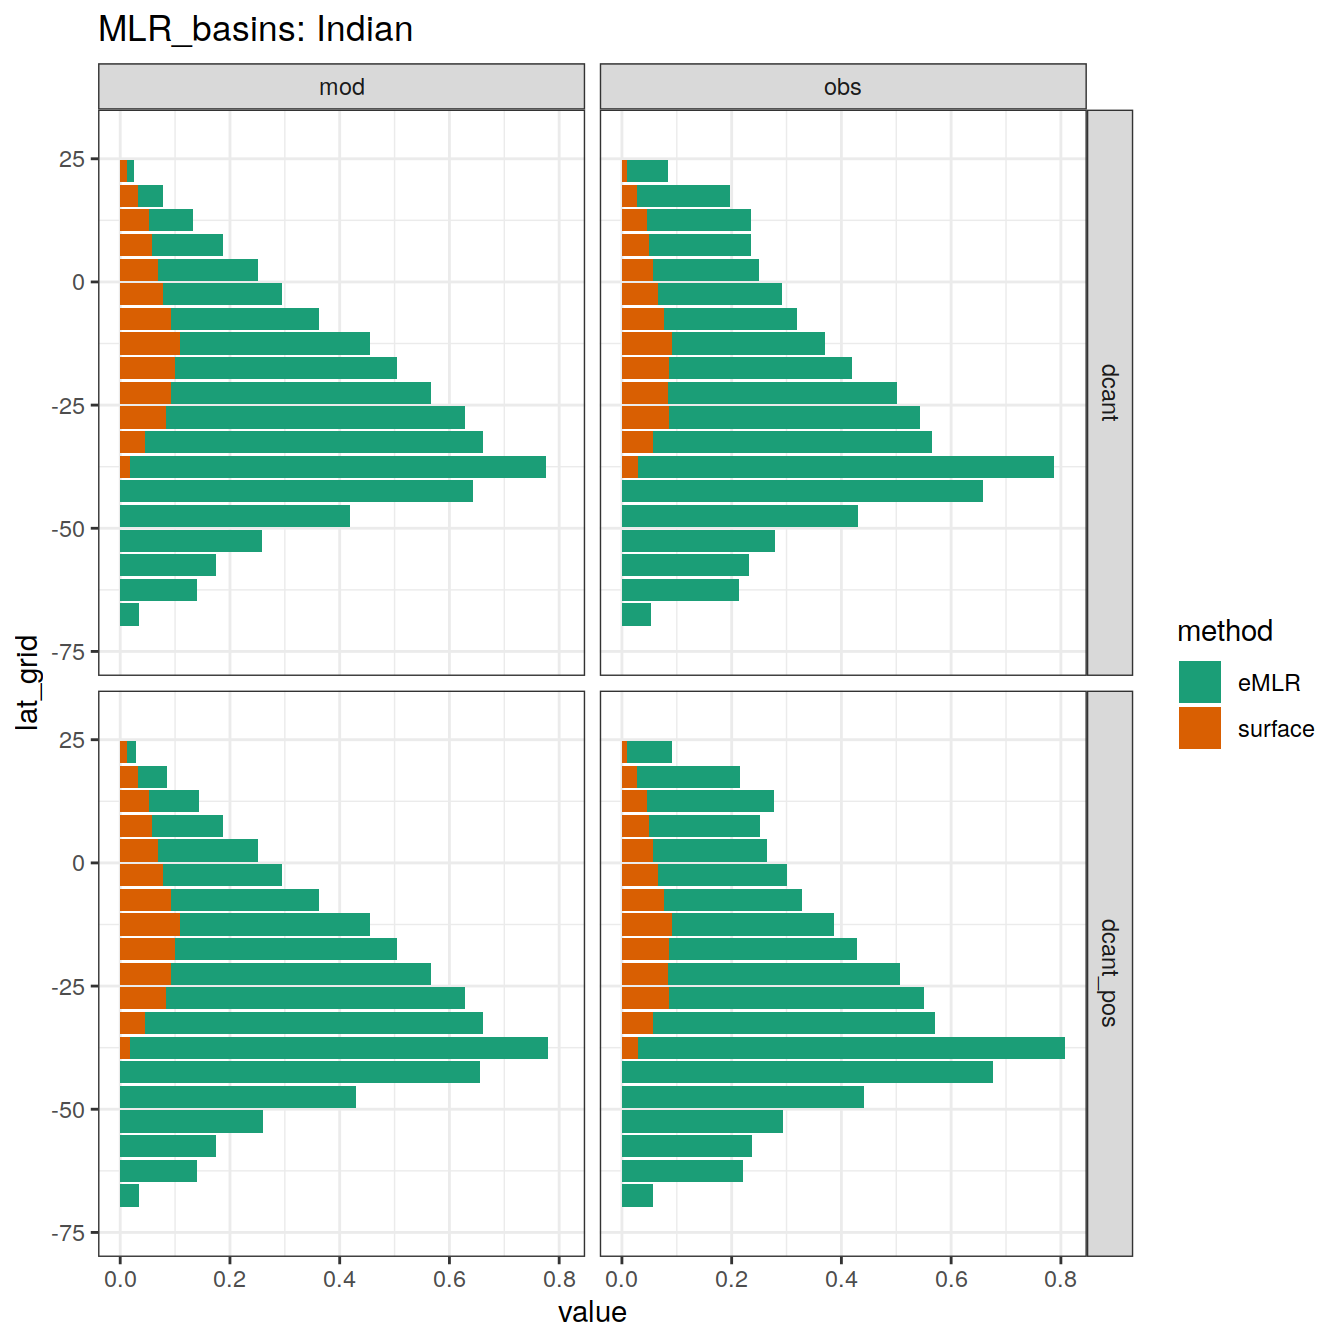 MLR_basins: Indian
mod
obs
25
0
-25
-50
-75
dcant
25
0
-25
-50
-75
dcant_pos
lat_grid
0.0 0.2 0.4 0.6 0.8
0.0 0.2 0.4 0.6 0.8
value
method
eMLR
surface